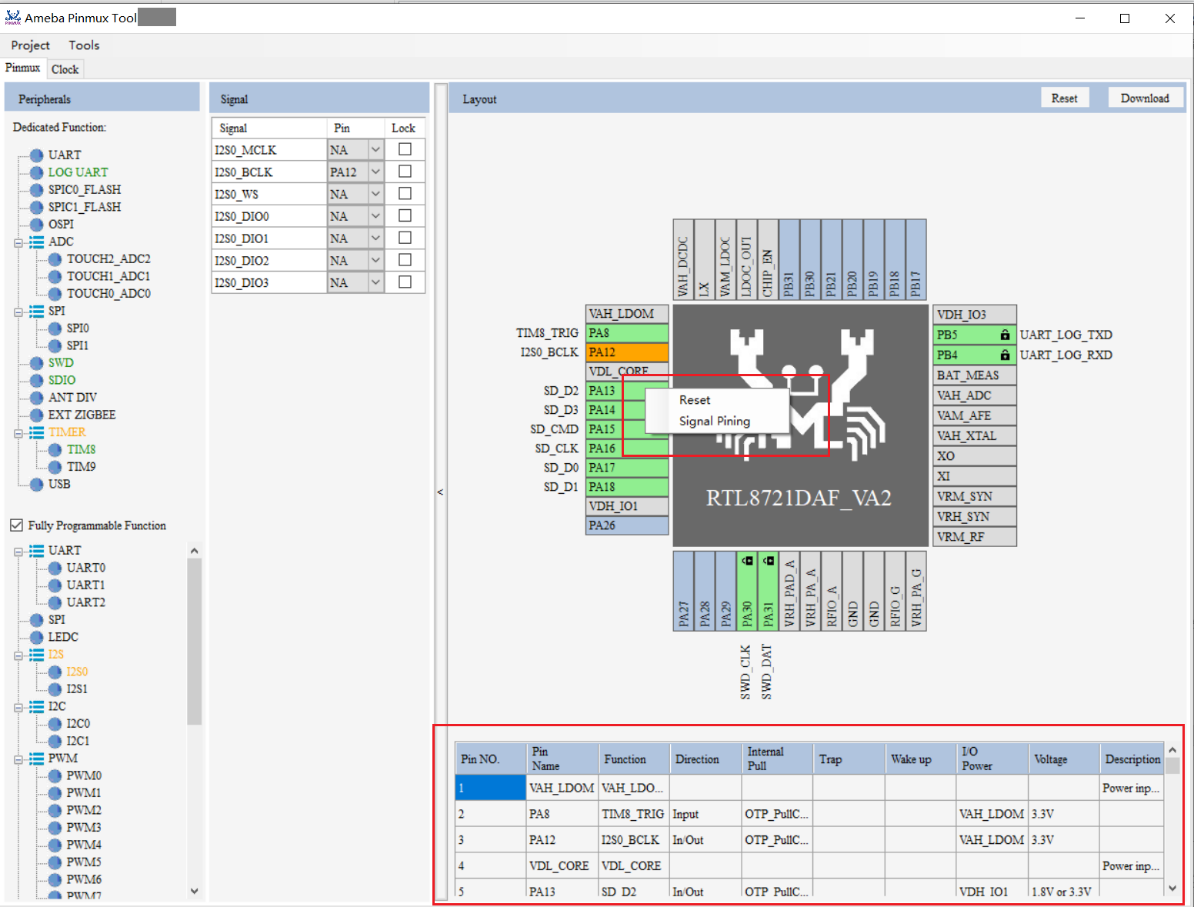 Ameba Pinmux Tool
Project Tools
Pinmux Clock
Peripherals
Dedicated Function:
UART
LOG UART
SPIC0_FLASH
SPIC1_FLASH
OSPI
ADC
TOUCH2_ADC2
TOUCH1_ADC1
TOUCH0_ADC0
SPI
SPI0
SPI1
SWD
SDIO
ANT DIV
EXT ZIGBEE
TIMER
TIM8
TIM9
USB
Fully Programmable Function
UART
UART0
UART1
UART2
SPI
LEDC
I2S
I2S0
I2S1
I2C
I2C0
I2C1
PWM
PWM0
PWM1
PWM2
PWM3
PWM4
PWM5
PWM6
PWM7
Signal
Signal Pin Lock
I2S0_MCLK NA
I2S0_BCLK PA12
I2S0_WS NA
I2S0_DIO0 NA
I2S0_DIO1 NA
I2S0_DIO2 NA
I2S0_DIO3 NA
<
Layout Reset Download
VAH_DCDC
LX
VAM_LDOC
LDOC_OUT
CHIP_EN
PB31
PB30
PB21
PB20
PB19
PB18
PB17
VAH_LDOM
TIM8_TRIG PA8
I2S0_BCLK PA12
VDL_CORE
SD_D2 PA13
SD_D3 PA14
SD_CMD PA15
SD_CLK PA16
SD_D0 PA17
SD_D1 PA18
VDH_IO1
PA26
Reset
Signal Pining
RTL8721DAF_VA2
VDH_IO3
PB5 UART_LOG_TXD
PB4 UART_LOG_RXD
BAT_MEAS
VAH_ADC
VAM_AFE
VAH_XTAL
XO
XI
VRM_SYN
VRH_SYN
VRM_RF
PA27
PA28
PA29
PA30
PA31
VRH_PAD_A
VRH_PA_A
RFIO_A
GND
GND
RFIO_G
VRH_PA_G
SWD_CLK
SWD_DAT
Pin NO. Pin Name Function Direction Internal Pull Trap Wake up I/O Power Voltage Description
1 VAH_LDOM VAH_LDO... Power inp...
2 PA8 TIM8_TRIG Input OTP_PullC... VAH_LDOM 3.3V
3 PA12 I2S0_BCLK In/Out OTP_PullC... VAH_LDOM 3.3V
4 VDL_CORE VDL_CORE Power inp...
5 PA13 SD_D2 In/Out OTP_PullC... VDH_IO1 1.8V or 3.3V